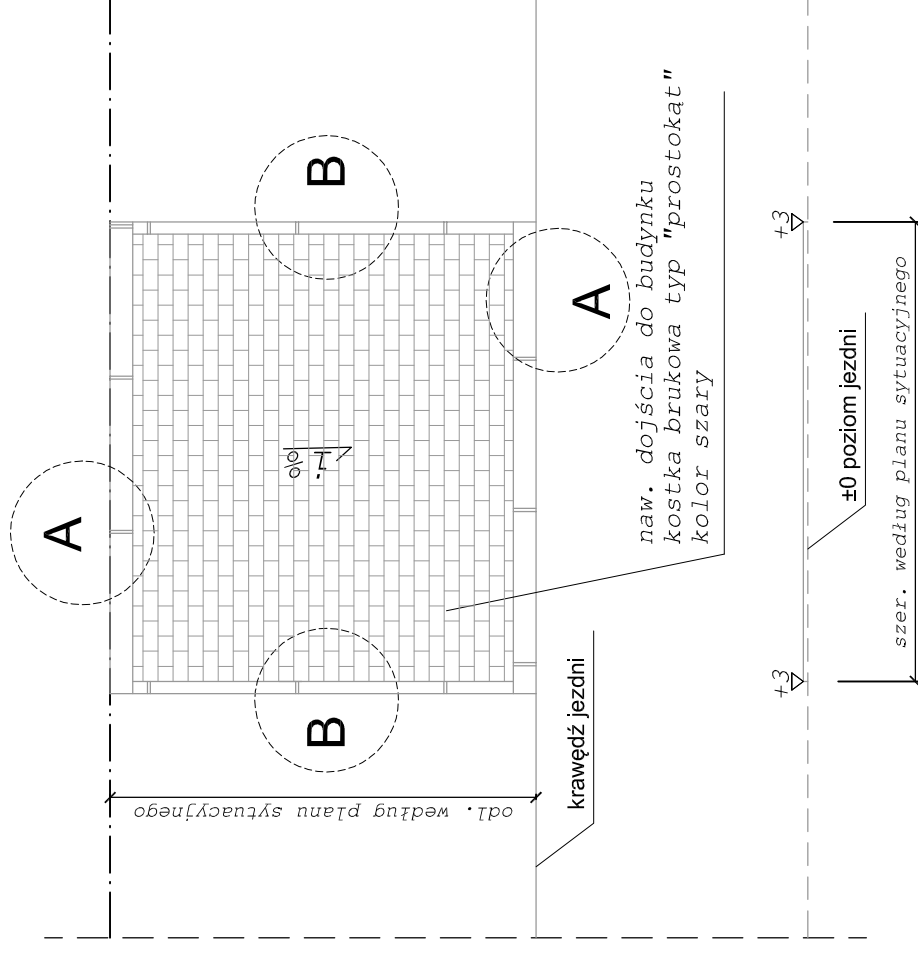 A
A
B
B
i %
naw. dojścia do budynku
kostka brukowa typ "prostokąt"
kolor szary
krawędź jezdni
odl. według planu sytuacyjnego
+3
+3
±0 poziom jezdni
szer. według planu sytuacyjnego